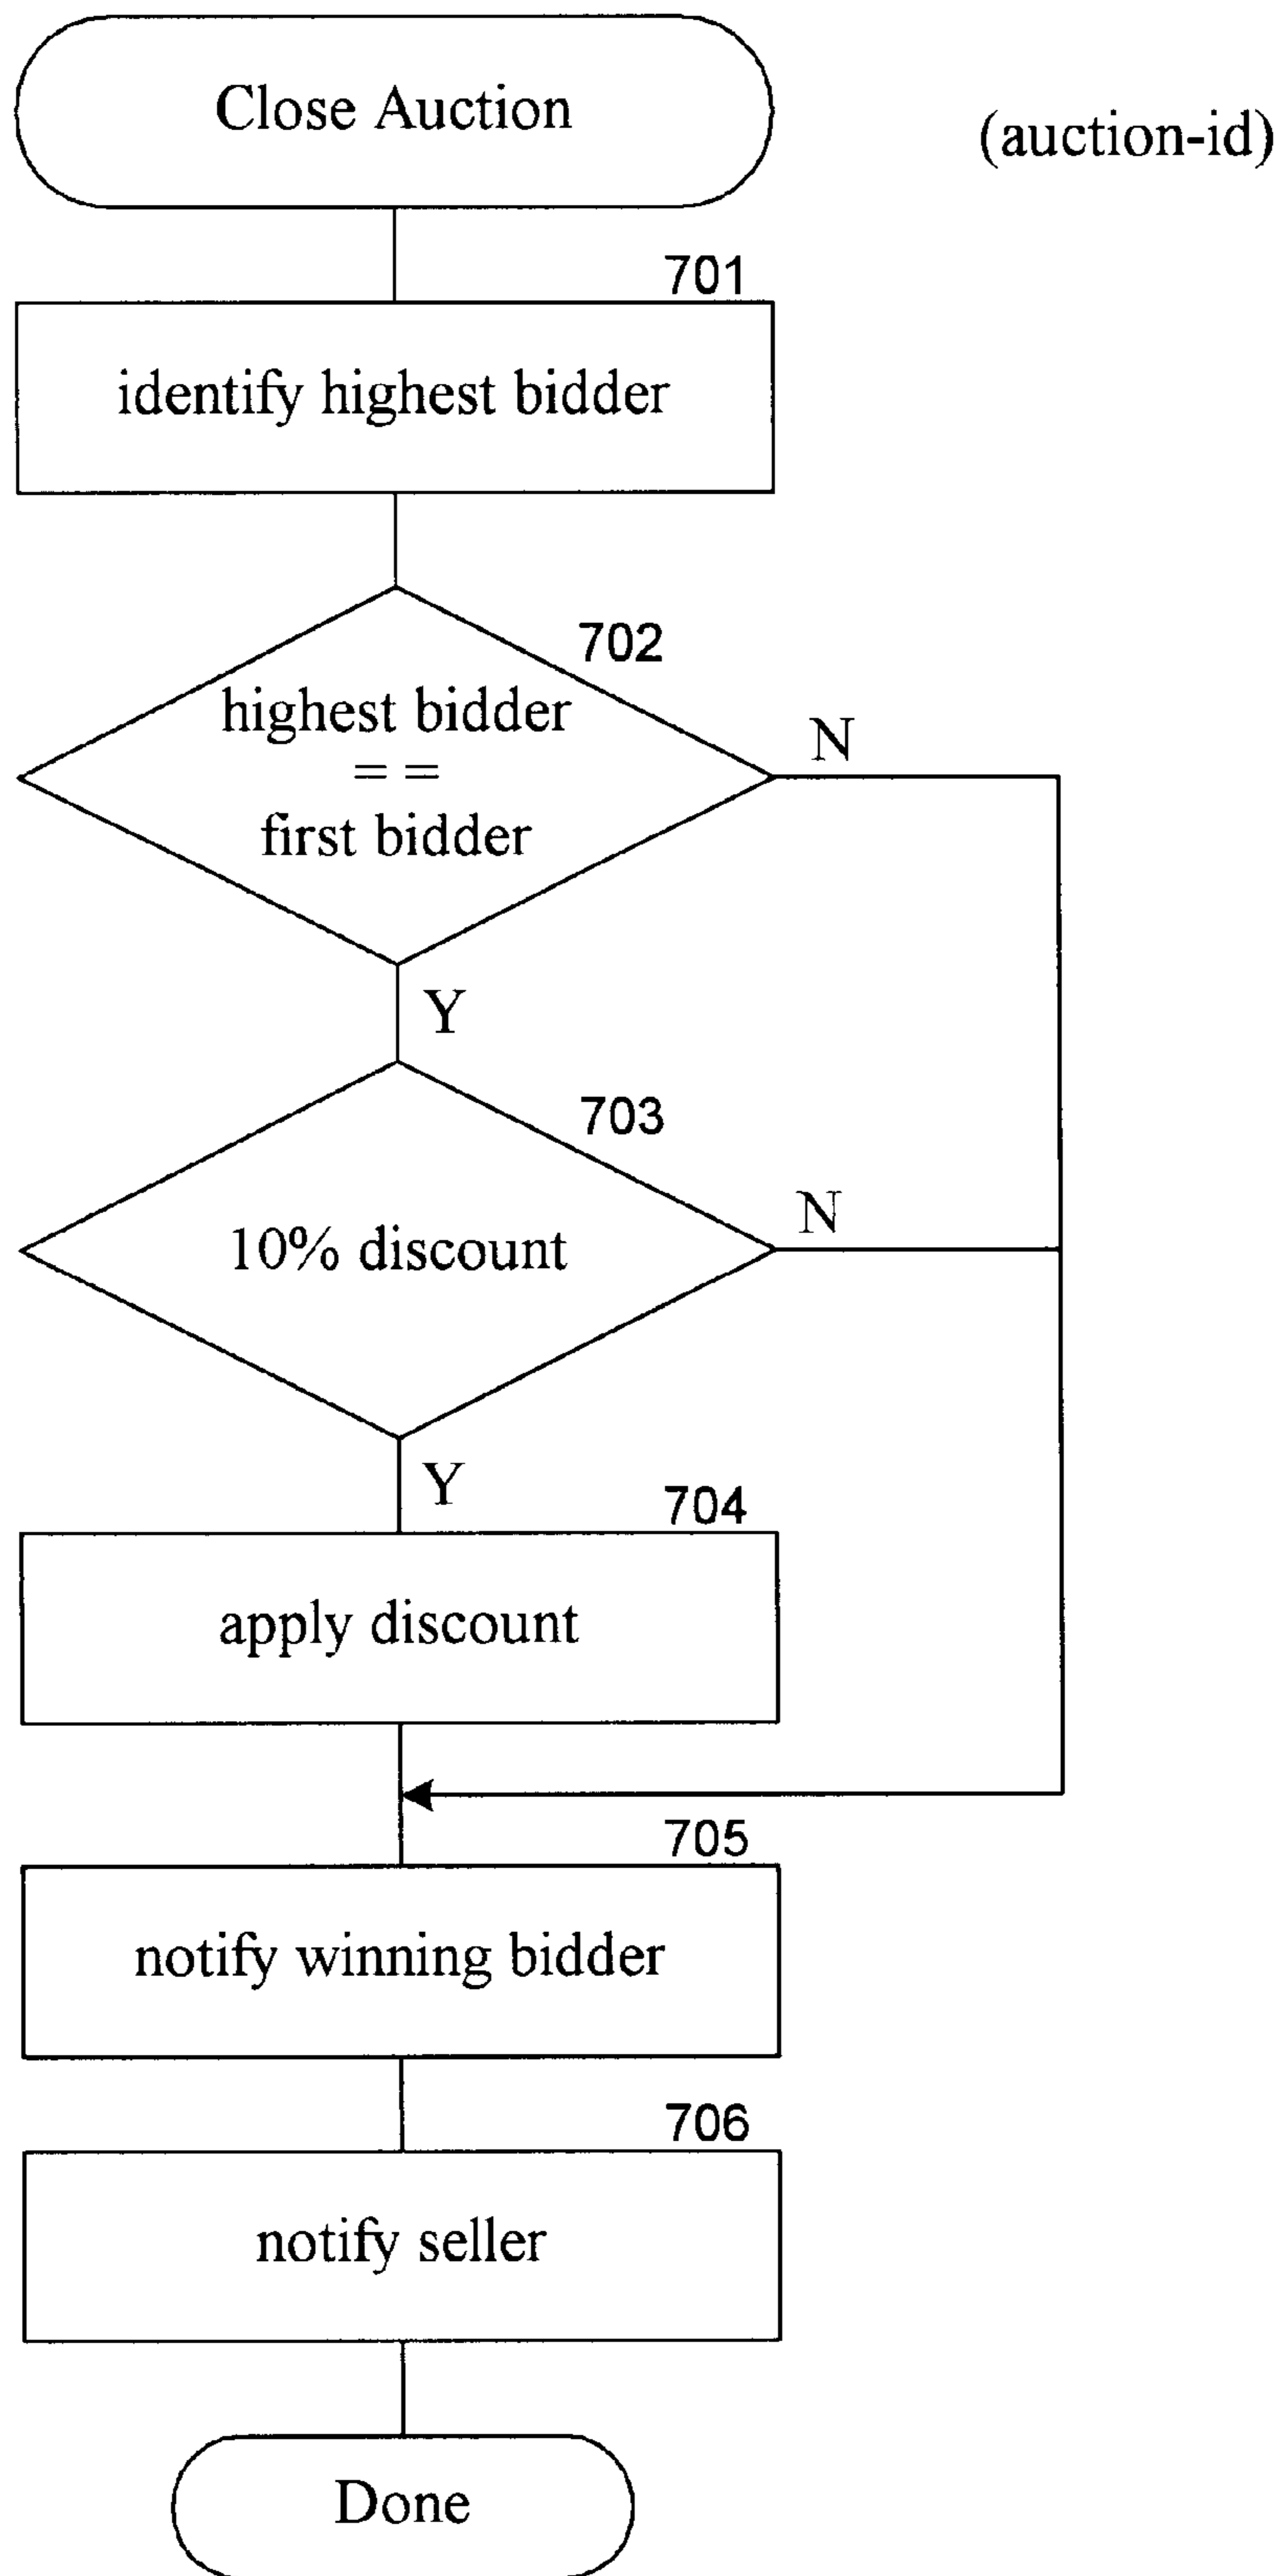 Close Auction
(auction-id)
701
identify highest bidder
702
highest bidder
= =
first bidder
N
Y
703
10% discount
N
Y
704
apply discount
705
notify winning bidder
706
notify seller
Done